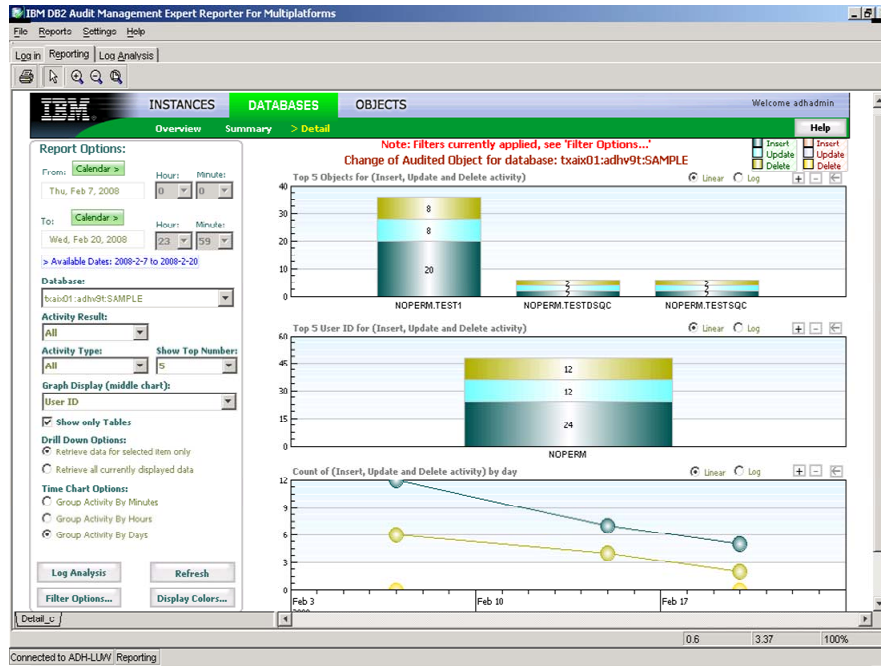 IBM DB2 Audit Management Expert Reporter For Multiplatforms
File Reports Settings Help
Log in Reporting Log Analysis
IBM. INSTANCES DATABASES OBJECTS Welcome adhadmin
Overview Summary > Detail Help
Report Options:
From: Calendar > Hour: Minute:
Thu, Feb 7, 2008 0 0
To: Calendar > Hour: Minute:
Wed, Feb 20, 2008 23 59
> Available Dates: 2008-2-7 to 2008-2-20
Database:
txaix01:adhv9t:SAMPLE
Activity Result:
All
Activity Type: Show Top Number:
All 5
Graph Display (middle chart):
User ID
Show only Tables
Drill Down Options:
Retrieve data for selected item only
Retrieve all currently displayed data
Time Chart Options:
Group Activity By Minutes
Group Activity By Hours
Group Activity By Days
Log Analysis Refresh
Filter Options... Display Colors...
Note: Filters currently applied, see 'Filter Options...'
Change of Audited Object for database: txaix01:adhv9t:SAMPLE
Insert Insert
Update Update
Delete Delete
Top 5 Objects for (Insert, Update and Delete activity) Linear Log
40
30
20
10
0
8
8
20
2
2
2
2
2
2
NOPERM.TEST1 NOPERM.TESTDSQC NOPERM.TESTSQC
Top 5 User ID for (Insert, Update and Delete activity) Linear Log
60
45
30
15
0
12
12
24
NOPERM
Count of (Insert, Update and Delete activity) by day Linear Log
12
9
6
3
0
Feb 3 Feb 10 Feb 17
Detail_c
0.6 3.37 100%
Connected to ADH-LUW Reporting